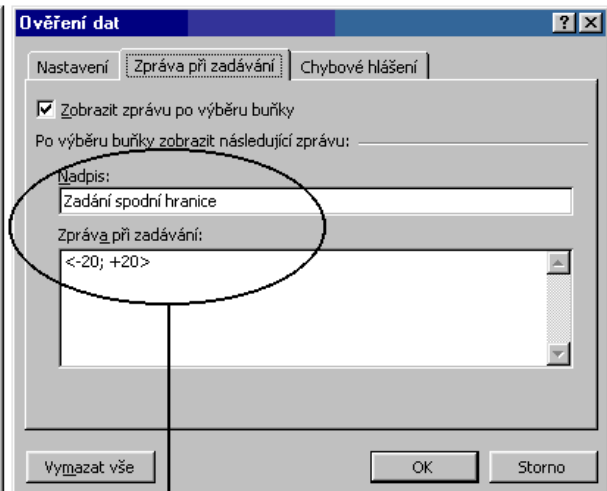 Ověření dat
Nastavení Zpráva při zadávání Chybové hlášení
Zobrazit zprávu po výběru buňky
Po výběru buňky zobrazit následující zprávu:
Nadpis:
Zadání spodní hranice
Zpráva při zadávání:
<-20; +20>
Vymazat vše OK Storno